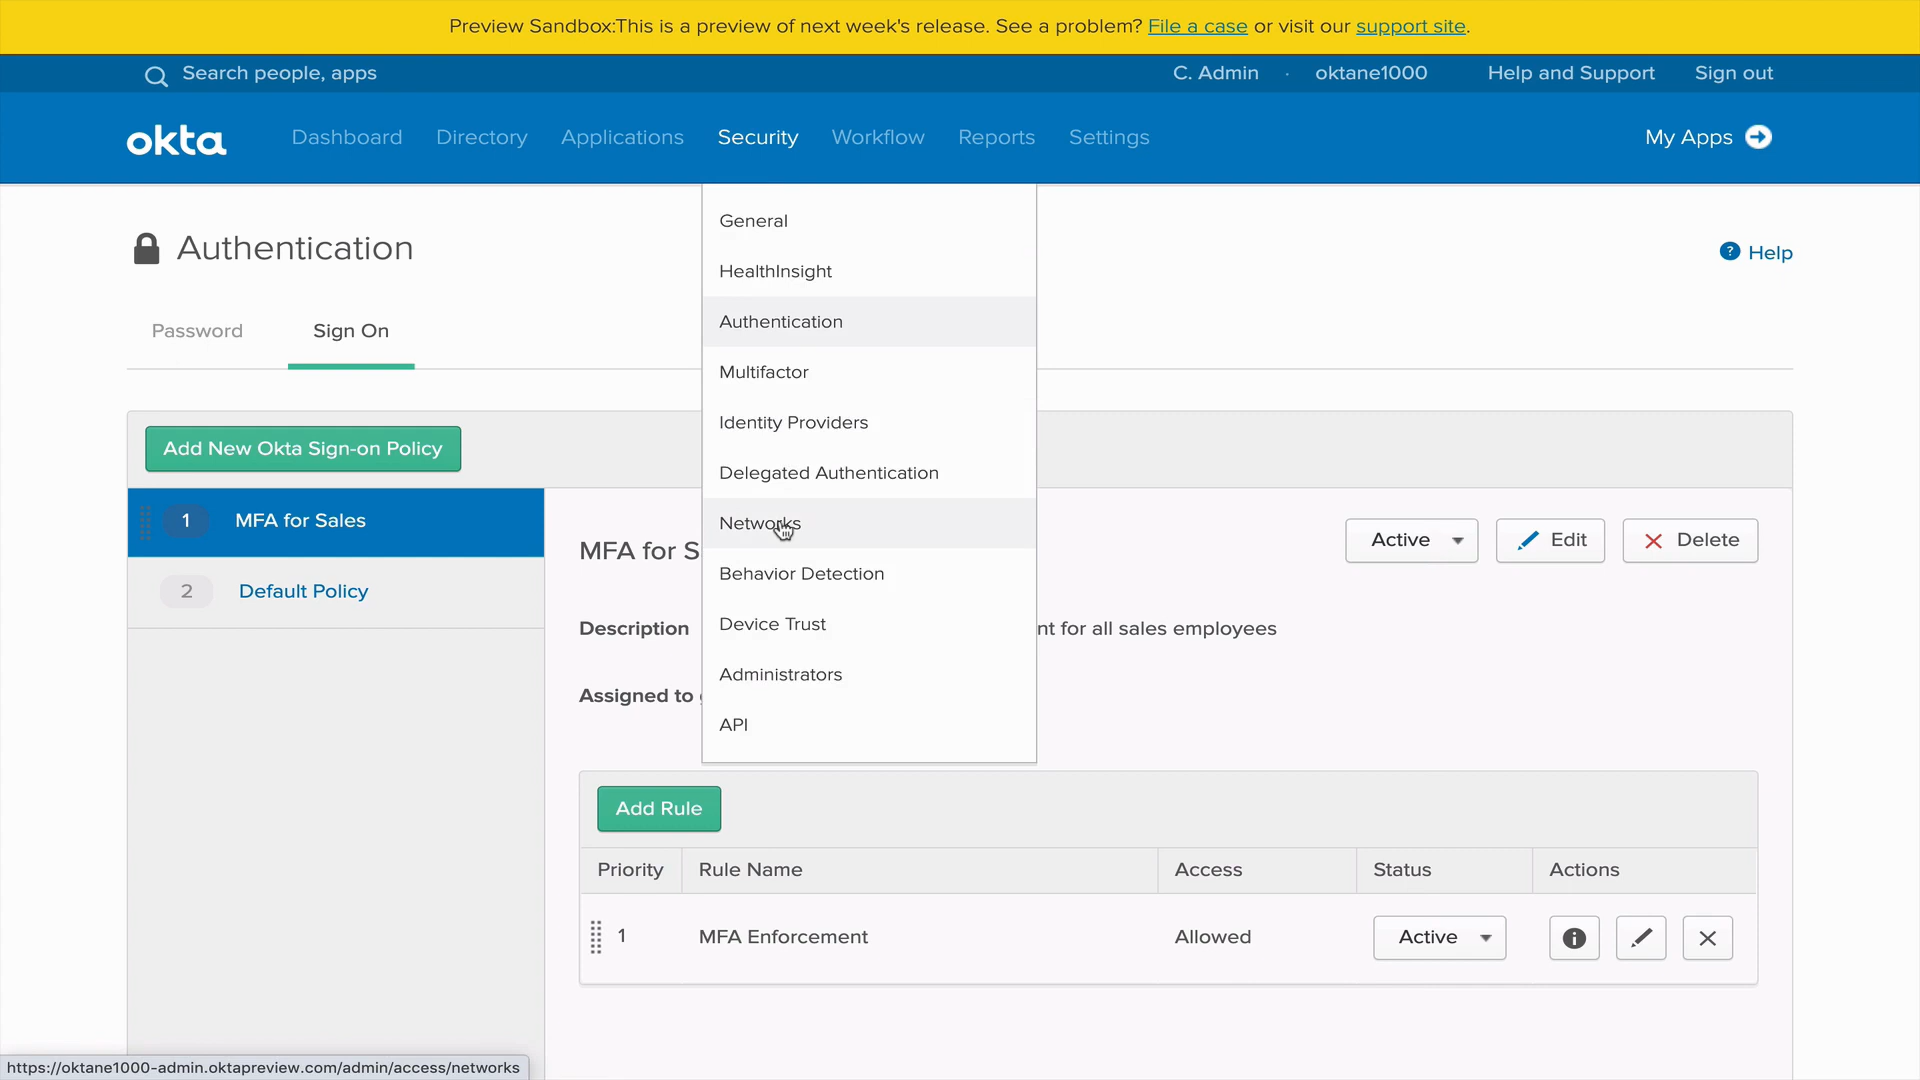 Preview Sandbox:This is a preview of next week's release. See a problem? File a case or visit our support site.
Search people, apps
C. Admin · oktane1000 Help and Support Sign out
okta Dashboard Directory Applications Security Workflow Reports Settings My Apps
General
Authentication
? Help
HealthInsight
Authentication
Password Sign On
Multifactor
Identity Providers
Add New Okta Sign-on Policy
Delegated Authentication
1 MFA for Sales
Networks
MFA for S
Active Edit Delete
2 Default Policy
Behavior Detection
Device Trust
Description
nt for all sales employees
Administrators
Assigned to
API
Add Rule
Priority Rule Name Access Status Actions
1 MFA Enforcement Allowed Active
https://oktane1000-admin.oktapreview.com/admin/access/networks